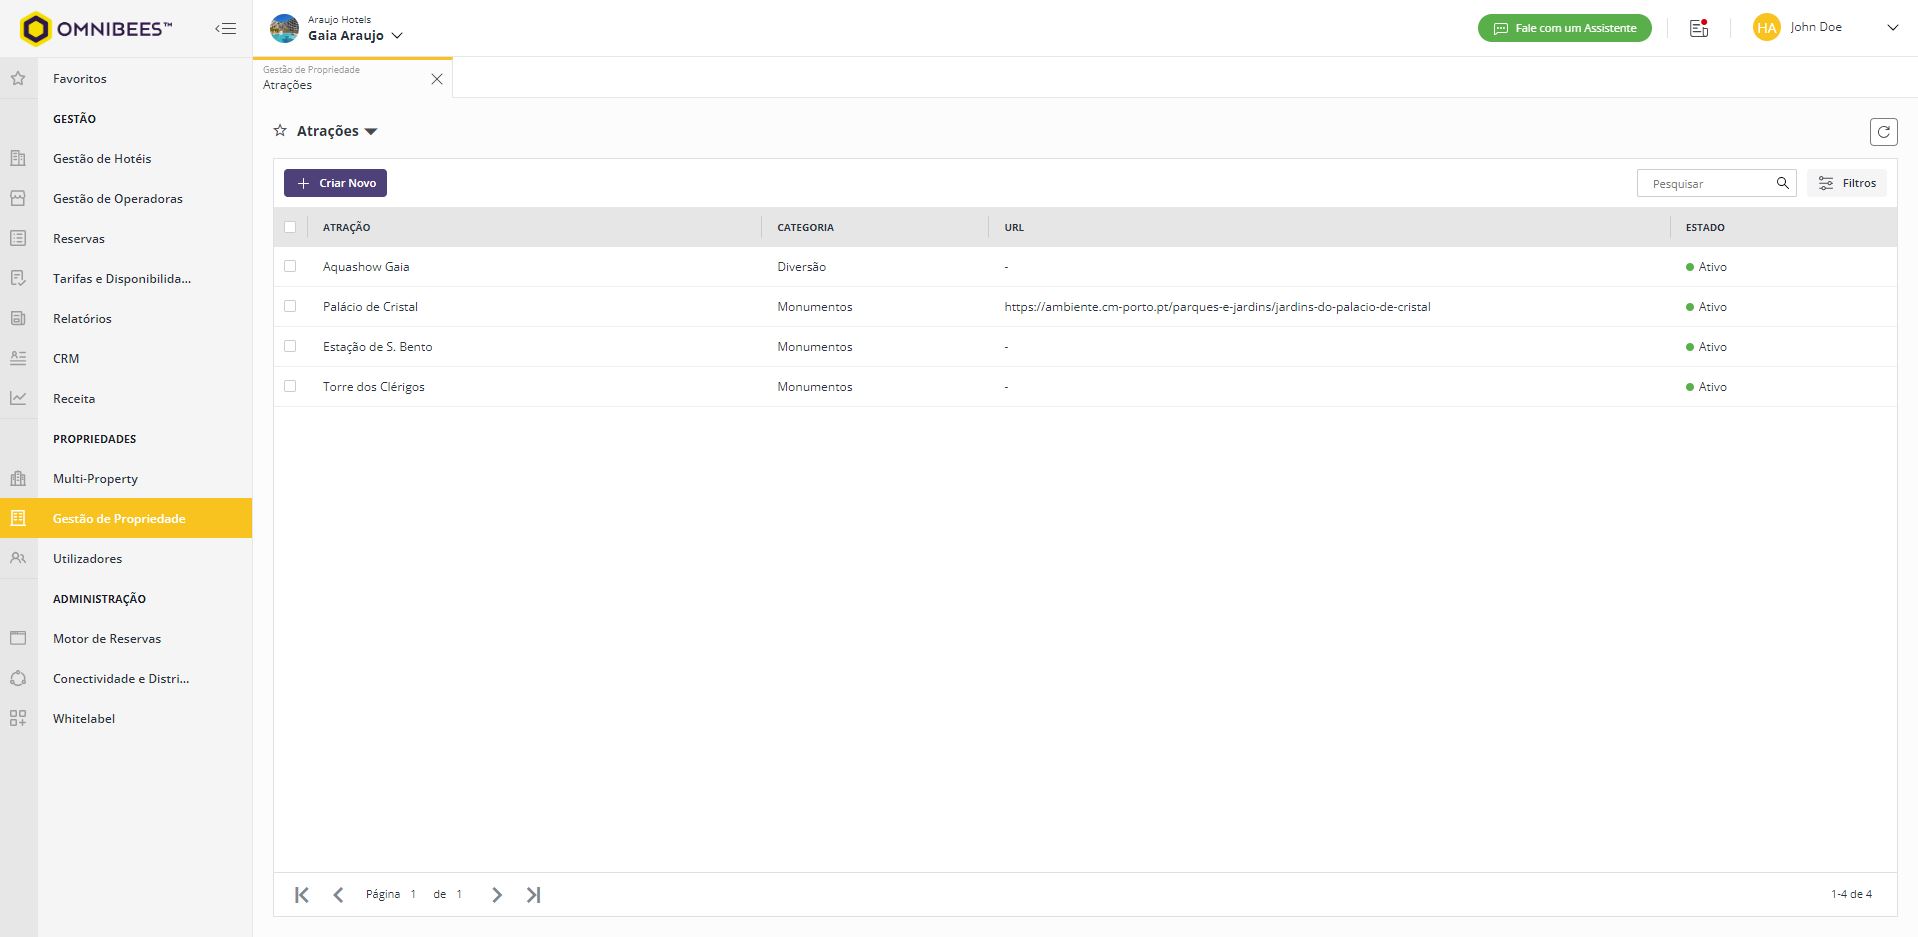 OMNIBEES™
Araujo Hotels
Gaia Araujo
Fale com um Assistente
HA
John Doe
Favoritos
GESTÃO
Gestão de Hotéis
Gestão de Operadoras
Reservas
Tarifas e Disponibilida...
Relatórios
CRM
Receita
PROPRIEDADES
Multi-Property
Gestão de Propriedade
Utilizadores
ADMINISTRAÇÃO
Motor de Reservas
Conectividade e Distri...
Whitelabel
Gestão de Propriedade
Atrações
Atrações
Criar Novo
Pesquisar
Filtros
ATRAÇÃO CATEGORIA URL ESTADO
Aquashow Gaia Diversão - Ativo
Palácio de Cristal Monumentos https://ambiente.cm-porto.pt/parques-e-jardins/jardins-do-palacio-de-cristal Ativo
Estação de S. Bento Monumentos - Ativo
Torre dos Clérigos Monumentos - Ativo
Página 1 de 1
1-4 de 4